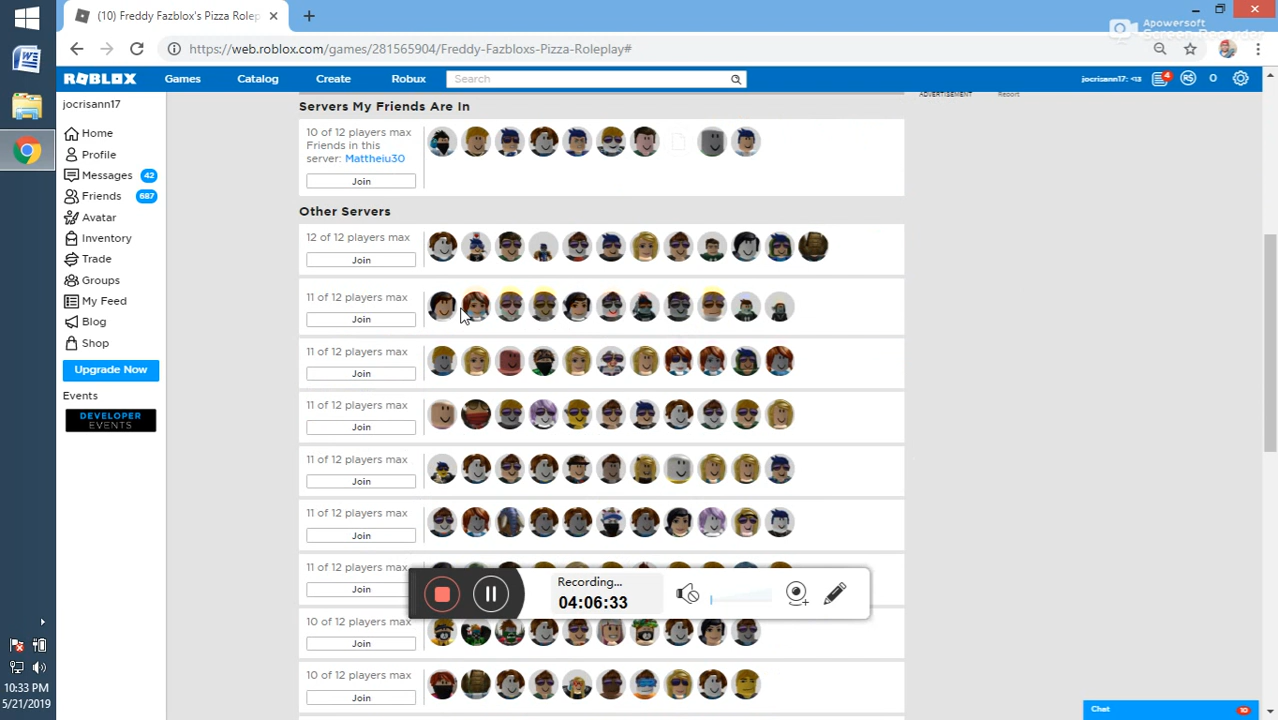 (10) Freddy Fazblox's Pizza Rolep
Apowersoft
Screen Recorder
https://web.roblox.com/games/281565904/Freddy-Fazbloxs-Pizza-Roleplay#
ROBLOX
Games
Catalog
Create
Robux
Search
jocrisann17: <13
4
R$
0
jocrisann17
Home
Profile
Messages 42
Friends 687
Avatar
Inventory
Trade
Groups
My Feed
Blog
Shop
Upgrade Now
Events
DEVELOPER
EVENTS
ADVERTISEMENT
Report
Servers My Friends Are In
10 of 12 players max
Friends in this
server: Mattheiu30
Join
Other Servers
12 of 12 players max
Join
11 of 12 players max
Join
11 of 12 players max
Join
11 of 12 players max
Join
11 of 12 players max
Join
11 of 12 players max
Join
11 of 12 players max
Join
10 of 12 players max
Join
10 of 12 players max
Join
Recording...
04:06:33
Chat
10
10:33 PM
5/21/2019